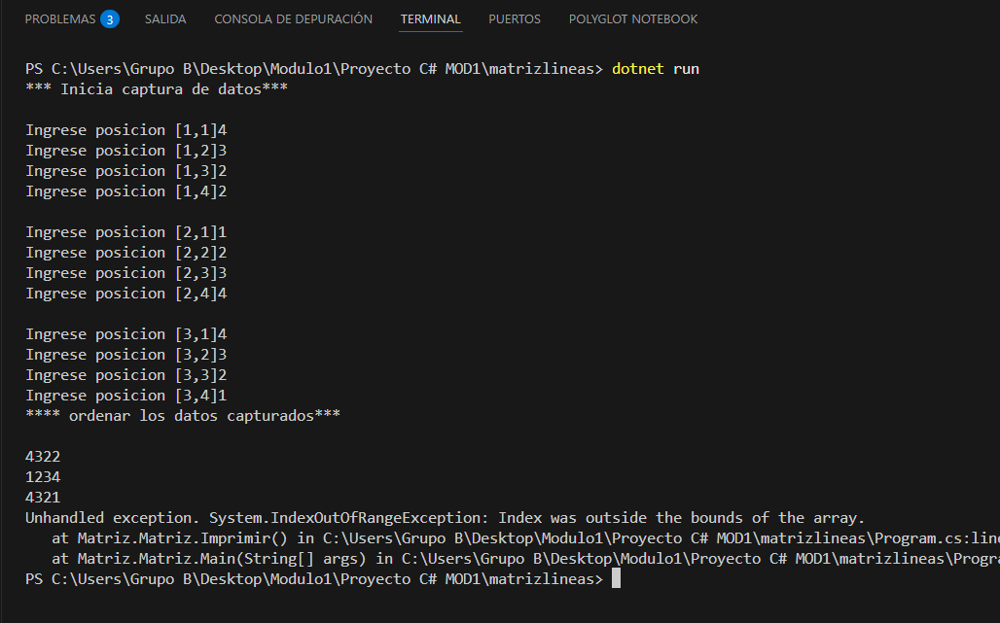 PROBLEMAS 3 SALIDA CONSOLA DE DEPURACIÓN TERMINAL PUERTOS POLYGLOT NOTEBOOK
PS C:\Users\Grupo B\Desktop\Modulo1\Proyecto C# MOD1\matrizlineas> dotnet run
*** Inicia captura de datos***
Ingrese posicion [1,1]4
Ingrese posicion [1,2]3
Ingrese posicion [1,3]2
Ingrese posicion [1,4]2
Ingrese posicion [2,1]1
Ingrese posicion [2,2]2
Ingrese posicion [2,3]3
Ingrese posicion [2,4]4
Ingrese posicion [3,1]4
Ingrese posicion [3,2]3
Ingrese posicion [3,3]2
Ingrese posicion [3,4]1
**** ordenar los datos capturados***
4322
1234
4321
Unhandled exception. System.IndexOutOfRangeException: Index was outside the bounds of the array.
at Matriz.Matriz.Imprimir() in C:\Users\Grupo B\Desktop\Modulo1\Proyecto C# MOD1\matrizlineas\Program.cs:line
at Matriz.Matriz.Main(String[] args) in C:\Users\Grupo B\Desktop\Modulo1\Proyecto C# MOD1\matrizlineas\Progra
PS C:\Users\Grupo B\Desktop\Modulo1\Proyecto C# MOD1\matrizlineas>